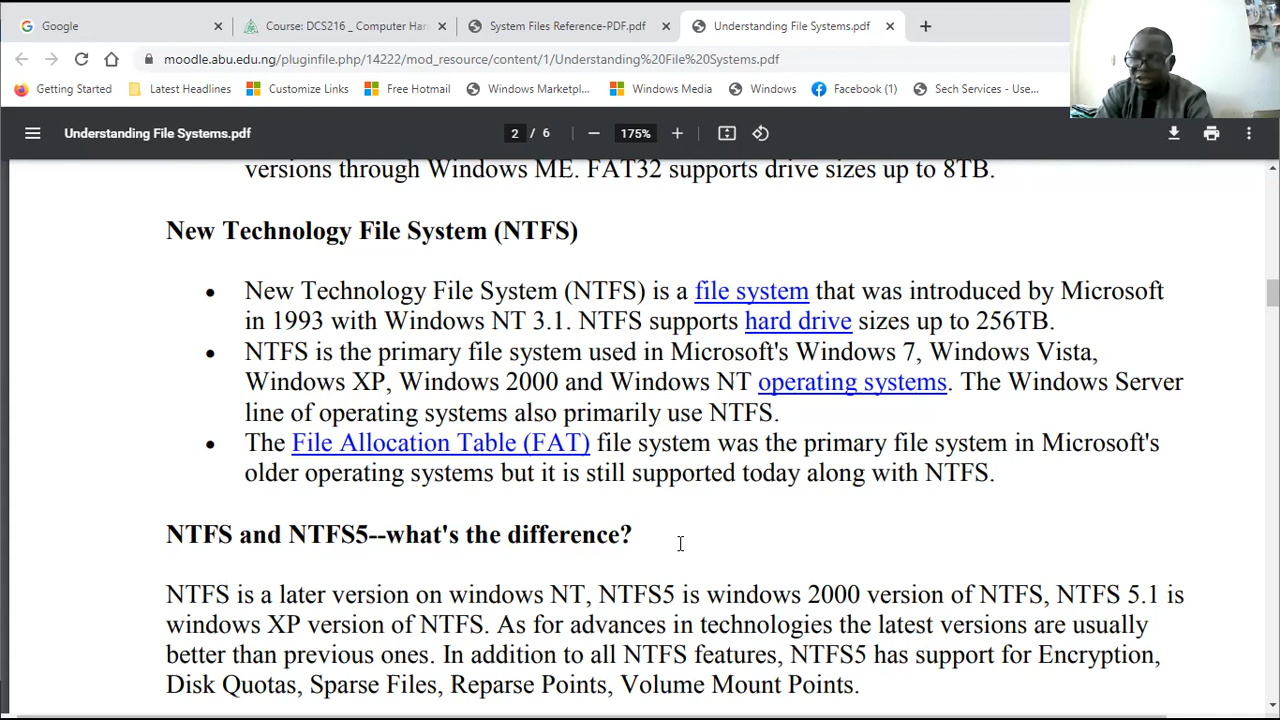 Google
Course: DCS216 _ Computer Har
System Files Reference-PDF.pdf
Understanding File Systems.pdf
moodle.abu.edu.ng/pluginfile.php/14222/mod_resource/content/1/Understanding%20File%20Systems.pdf
Getting Started Latest Headlines Customize Links Free Hotmail Windows Marketpl... Windows Media Windows Facebook (1) Sech Services - Use...
Understanding File Systems.pdf 2 / 6 175%
versions through Windows ME. FAT32 supports drive sizes up to 8TB.
New Technology File System (NTFS)
• New Technology File System (NTFS) is a file system that was introduced by Microsoft
in 1993 with Windows NT 3.1. NTFS supports hard drive sizes up to 256TB.
• NTFS is the primary file system used in Microsoft's Windows 7, Windows Vista,
Windows XP, Windows 2000 and Windows NT operating systems. The Windows Server
line of operating systems also primarily use NTFS.
• The File Allocation Table (FAT) file system was the primary file system in Microsoft's
older operating systems but it is still supported today along with NTFS.
NTFS and NTFS5--what's the difference?
NTFS is a later version on windows NT, NTFS5 is windows 2000 version of NTFS, NTFS 5.1 is
windows XP version of NTFS. As for advances in technologies the latest versions are usually
better than previous ones. In addition to all NTFS features, NTFS5 has support for Encryption,
Disk Quotas, Sparse Files, Reparse Points, Volume Mount Points.